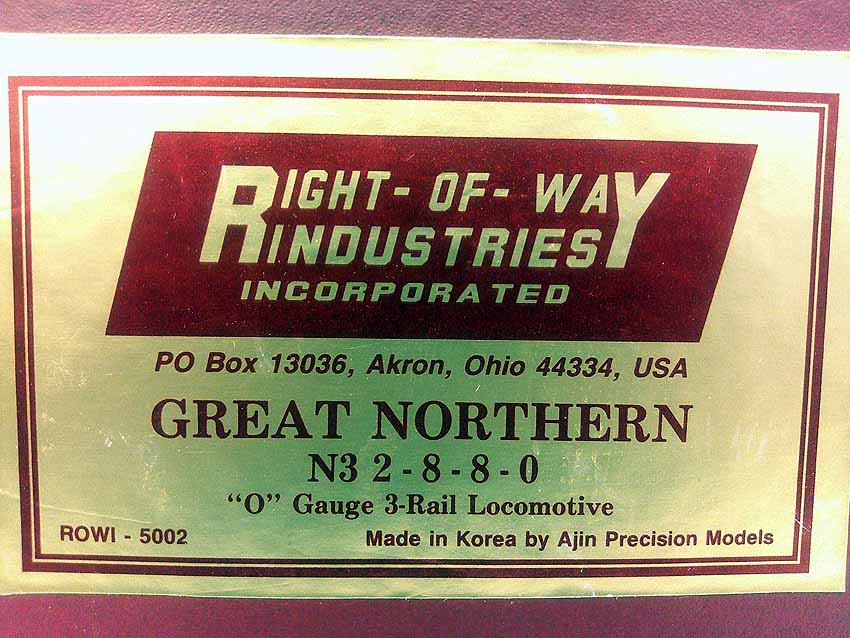 RIGHT-OF-WAY
INDUSTRIES
INCORPORATED
PO Box 13036, Akron, Ohio 44334, USA
GREAT NORTHERN
N3 2-8-8-0
“O” Gauge 3-Rail Locomotive
ROWI - 5002
Made in Korea by Ajin Precision Models